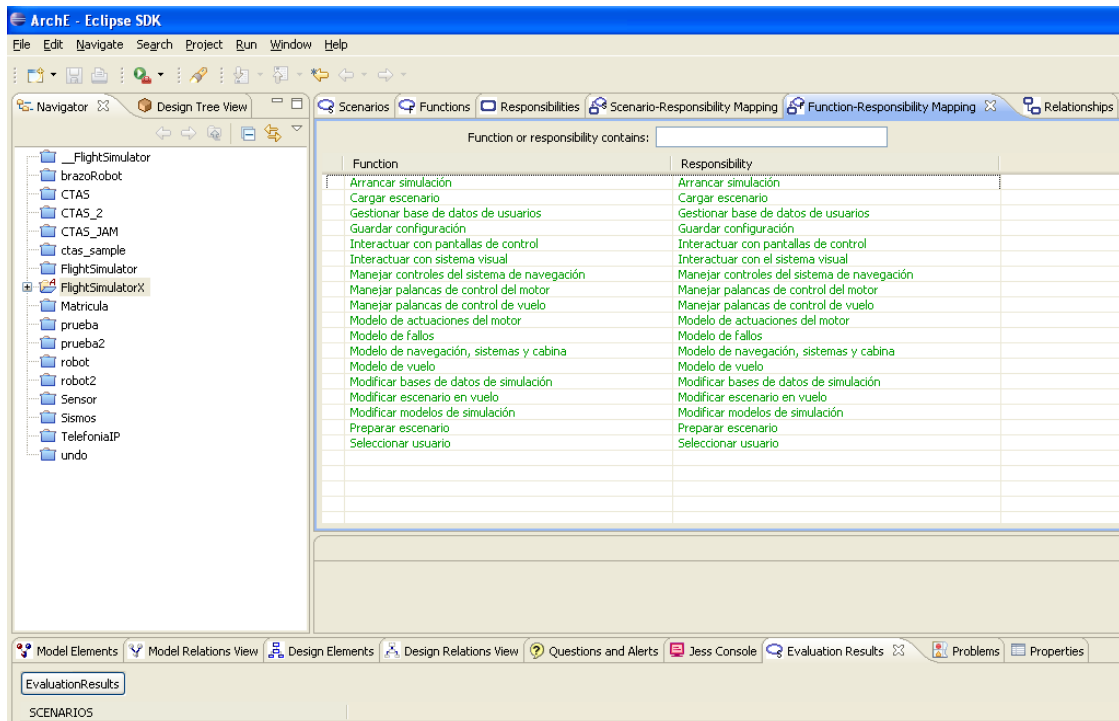 ArchE - Eclipse SDK
File Edit Navigate Search Project Run Window Help
Navigator Design Tree View
Scenarios Functions Responsibilities Scenario-Responsibility Mapping Function-Responsibility Mapping Relationships
Function or responsibility contains:
__FlightSimulator
brazoRobot
CTAS
CTAS_2
CTAS_JAM
ctas_sample
FlightSimulator
FlightSimulatorX
Matricula
prueba
prueba2
robot
robot2
Sensor
Sismos
TelefoniaIP
undo
Function Responsibility
Arrancar simulación Arrancar simulación
Cargar escenario Cargar escenario
Gestionar base de datos de usuarios Gestionar base de datos de usuarios
Guardar configuración Guardar configuración
Interactuar con pantallas de control Interactuar con pantallas de control
Interactuar con sistema visual Interactuar con el sistema visual
Manejar controles del sistema de navegación Manejar controles del sistema de navegación
Manejar palancas de control del motor Manejar palancas de control del motor
Manejar palancas de control de vuelo Manejar palancas de control de vuelo
Modelo de actuaciones del motor Modelo de actuaciones del motor
Modelo de fallos Modelo de fallos
Modelo de navegación, sistemas y cabina Modelo de navegación, sistemas y cabina
Modelo de vuelo Modelo de vuelo
Modificar bases de datos de simulación Modificar bases de datos de simulación
Modificar escenario en vuelo Modificar escenario en vuelo
Modificar modelos de simulación Modificar modelos de simulación
Preparar escenario Preparar escenario
Seleccionar usuario Seleccionar usuario
Model Elements Model Relations View Design Elements Design Relations View Questions and Alerts Jess Console Evaluation Results Problems Properties
EvaluationResults
SCENARIOS